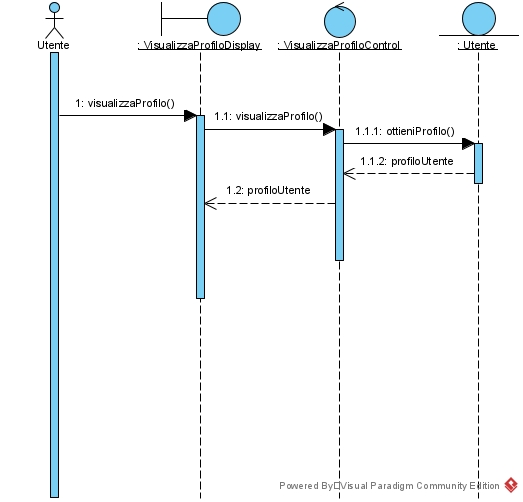 Utente
: VisualizzaProfiloDisplay
: VisualizzaProfiloControl
: Utente
1: visualizzaProfilo()
1.1: visualizzaProfilo()
1.1.1: ottieniProfilo()
1.1.2: profiloUtente
1.2: profiloUtente
Powered By Visual Paradigm Community Edition